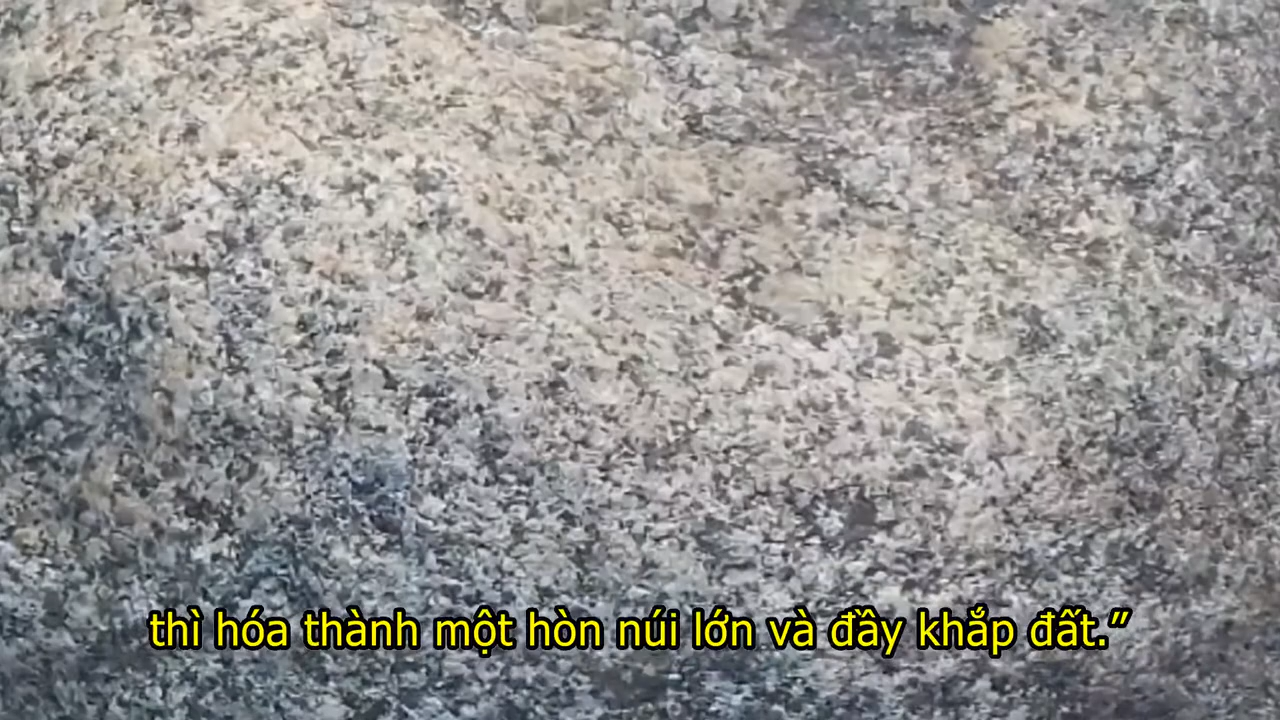 thì hóa thành một hòn núi lớn và đầy khắp đất.”